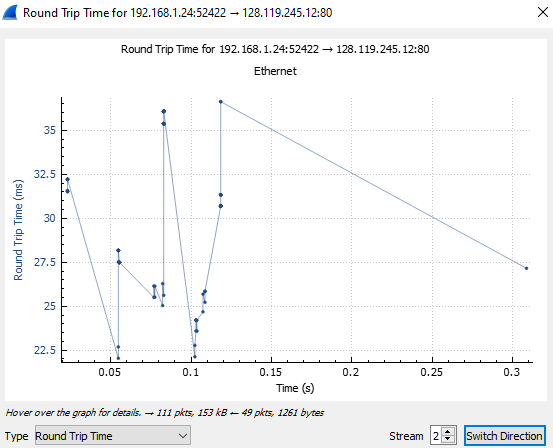 Round Trip Time for 192.168.1.24:52422 → 128.119.245.12:80
Round Trip Time for 192.168.1.24:52422 → 128.119.245.12:80
Ethernet
Round Trip Time (ms)
35
32.5
30
27.5
25
22.5
0.05 0.1 0.15 0.2 0.25 0.3
Time (s)
Hover over the graph for details. → 111 pkts, 153 kB ← 49 pkts, 1261 bytes
Type Round Trip Time Stream 2 Switch Direction